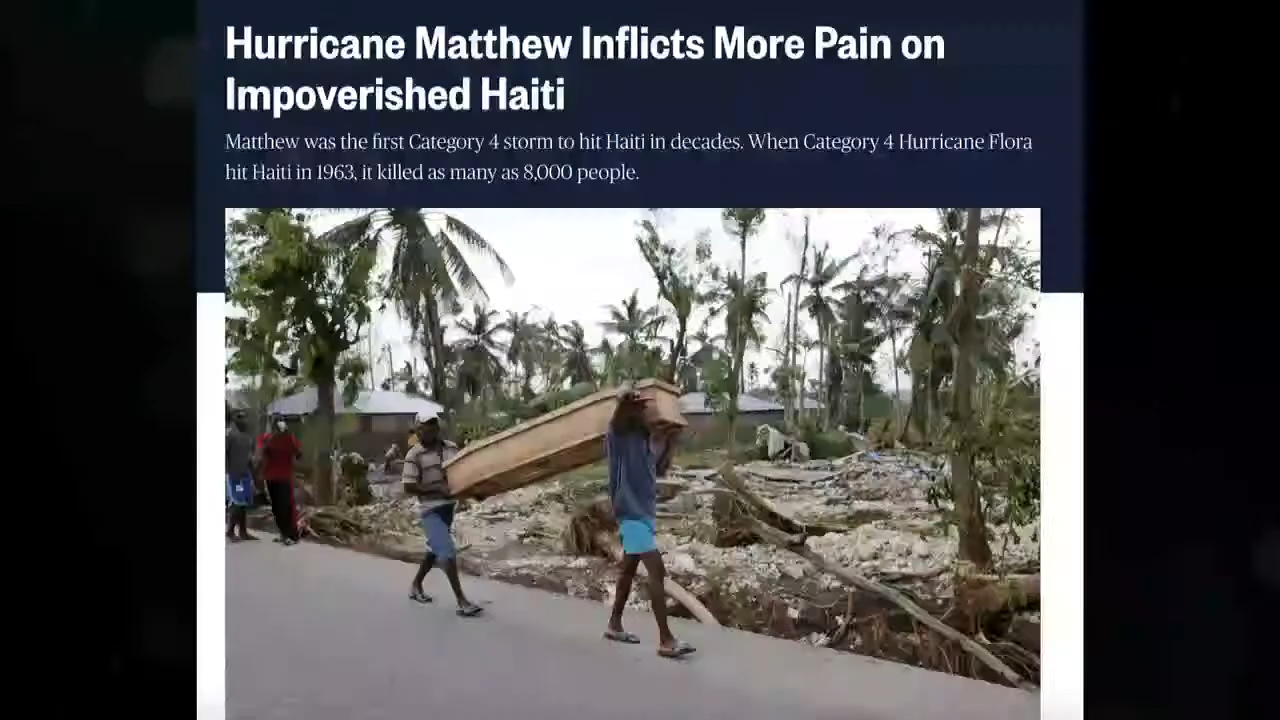 Hurricane Matthew Inflicts More Pain on
Impoverished Haiti
Matthew was the first Category 4 storm to hit Haiti in decades. When Category 4 Hurricane Flora
hit Haiti in 1963, it killed as many as 8,000 people.